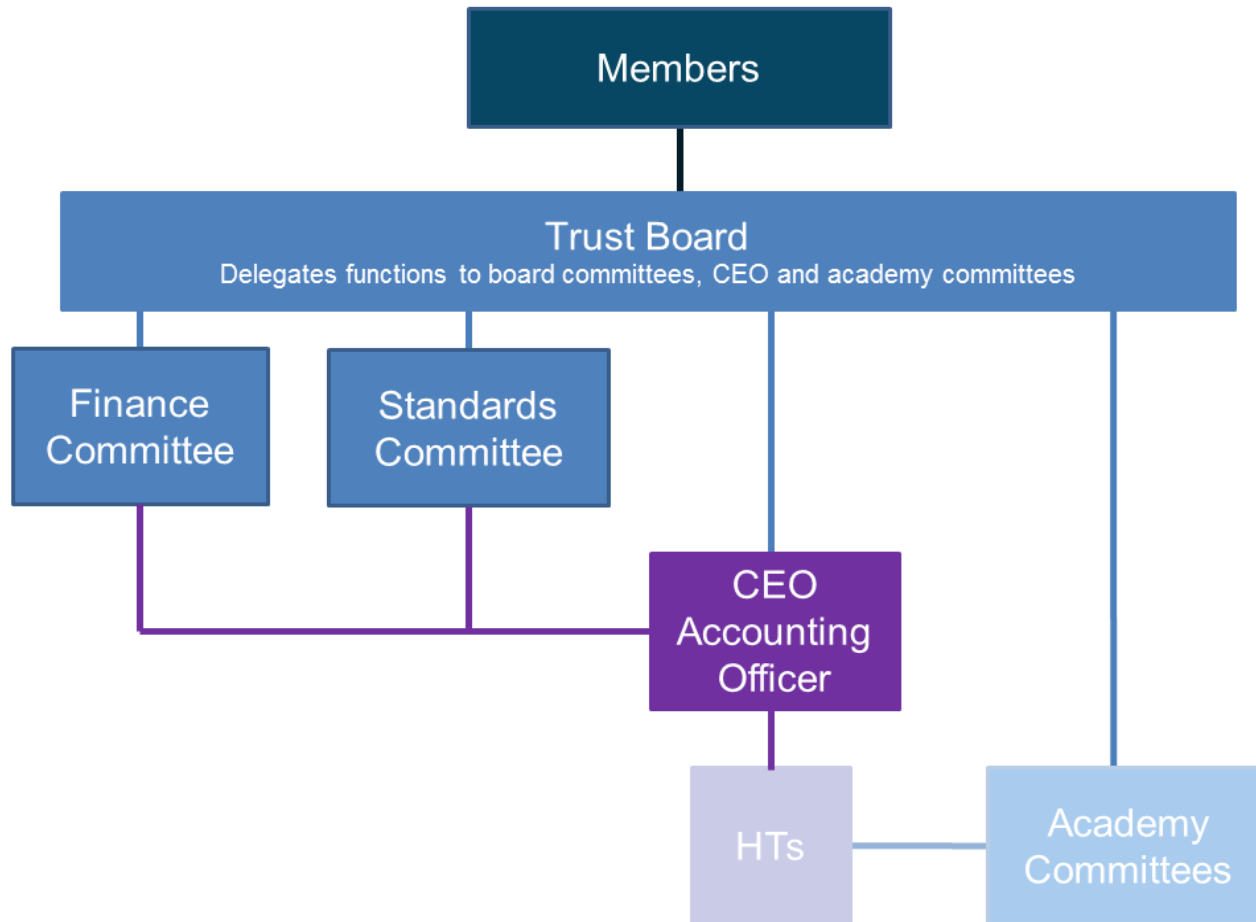 Members
Trust Board
Delegates functions to board committees, CEO and academy committees
Finance
Committee
Standards
Committee
CEO
Accounting
Officer
HTs
Academy
Committees